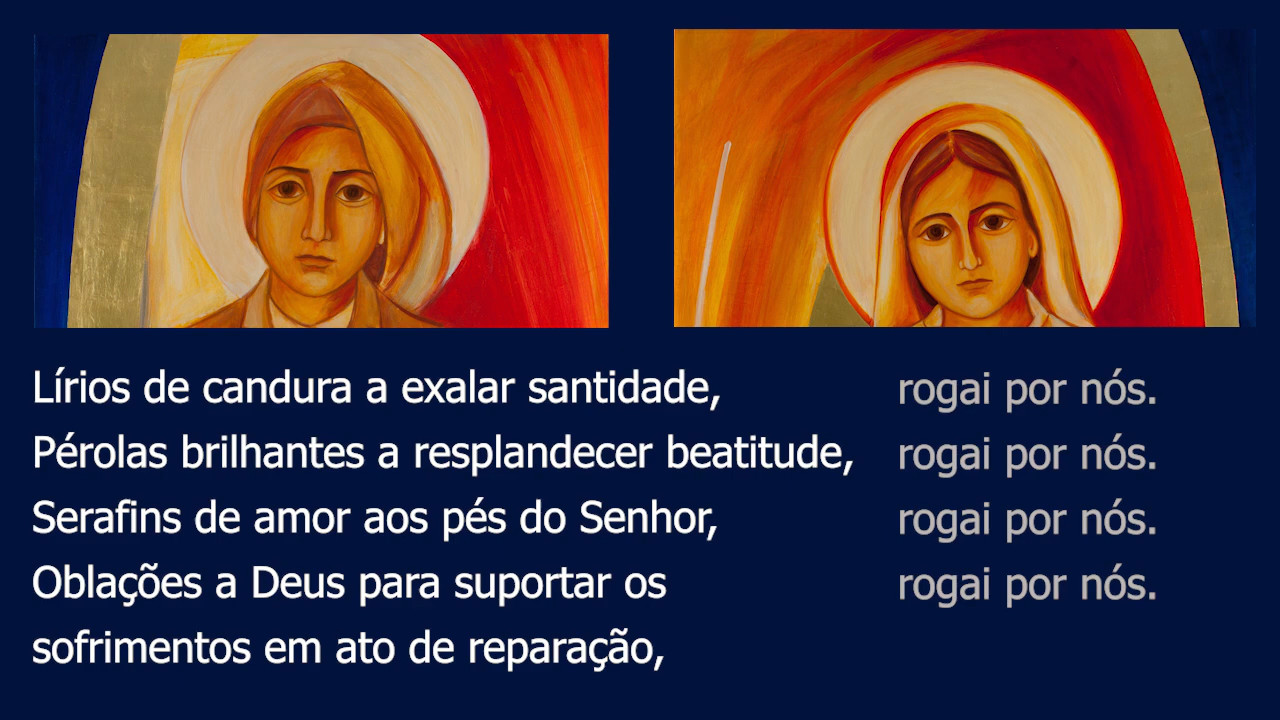 Lírios de candura a exalar santidade, rogai por nós.
Pérolas brilhantes a resplandecer beatitude, rogai por nós.
Serafins de amor aos pés do Senhor, rogai por nós.
Oblações a Deus para suportar os rogai por nós.
sofrimentos em ato de reparação,